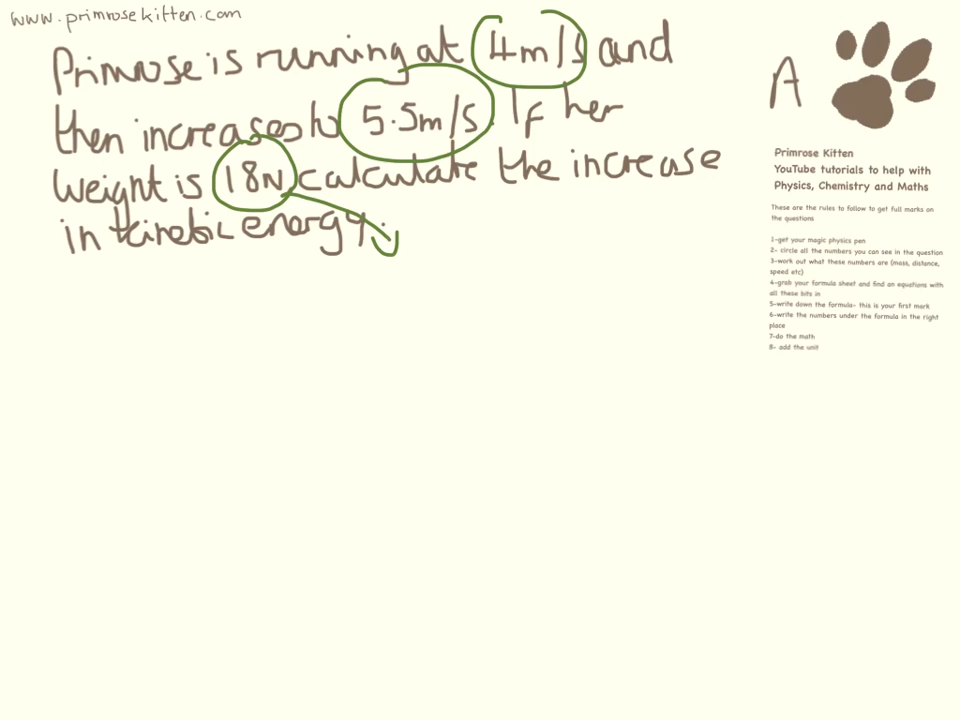 www.primrosekitten.com
Primrose is running at 4m/s and
then increases to 5.5m/s. If her
weight is 18N calculate the increase
in kinetic energy.
A
Primrose Kitten
YouTube tutorials to help with
Physics, Chemistry and Maths
These are the rules to follow to get full marks on
the questions
1-get your magic physics pen
2- circle all the numbers you can see in the question
3-work out what these numbers are (mass, distance,
speed etc)
4-grab your formula sheet and find an equations with
all these bits in
5-write down the formula- this is your first mark
6-write the numbers under the formula in the right
place
7-do the math
8- add the unit